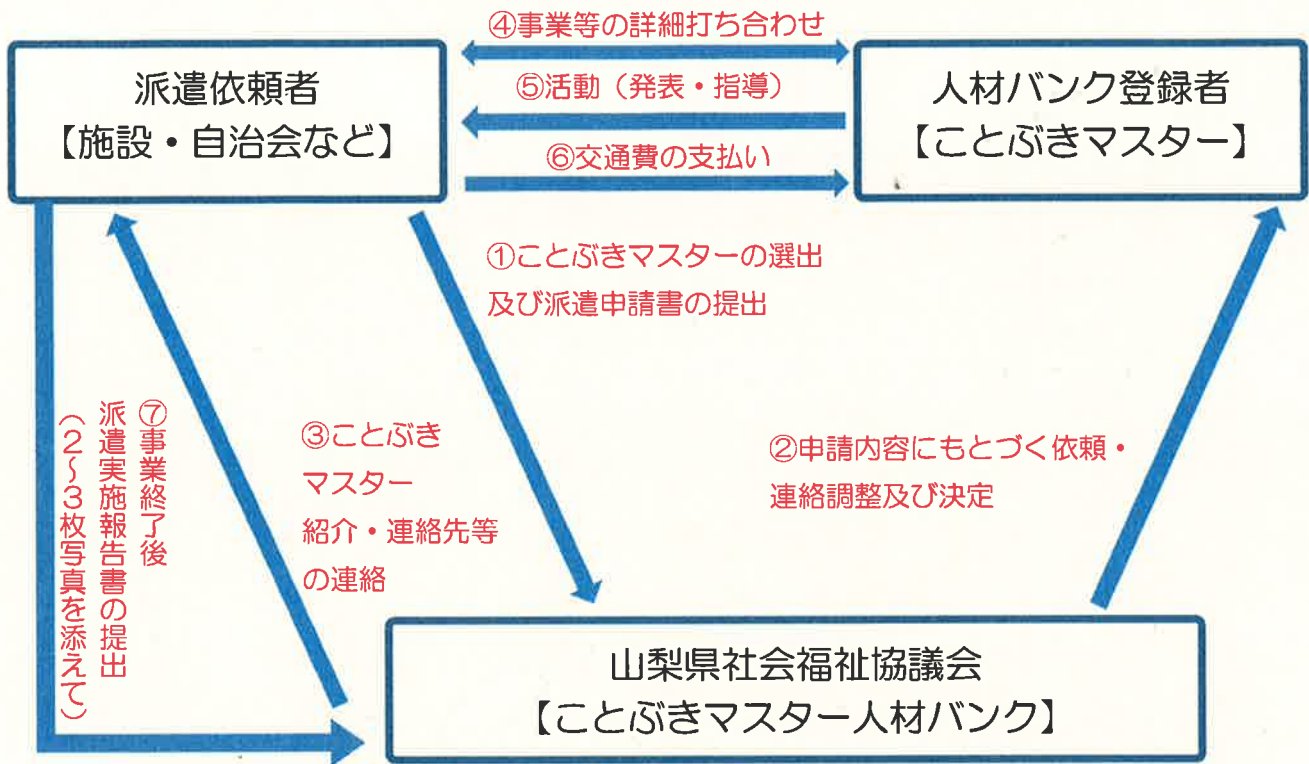 ④事業等の詳細打ち合わせ
派遣依頼者
【施設・自治会など】
⑤活動（発表・指導）
⑥交通費の支払い
人材バンク登録者
【ことぶきマスター】
①ことぶきマスターの選出
及び派遣申請書の提出
②申請内容にもとづく依頼・
連絡調整及び決定
③ことぶき
マスター
紹介・連絡先等
の連絡
⑦事業終了後
派遣実施報告書の提出
（２～３枚写真を添えて）
山梨県社会福祉協議会
【ことぶきマスター人材バンク】